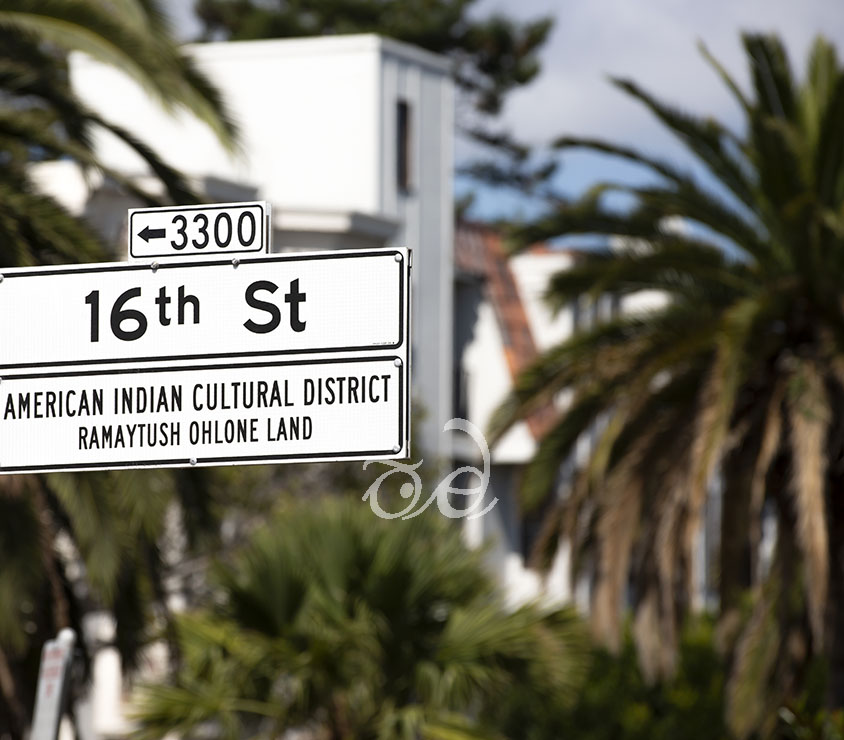 3300
16th St
AMERICAN INDIAN CULTURAL DISTRICT
RAMAYTUSH OHLONE LAND